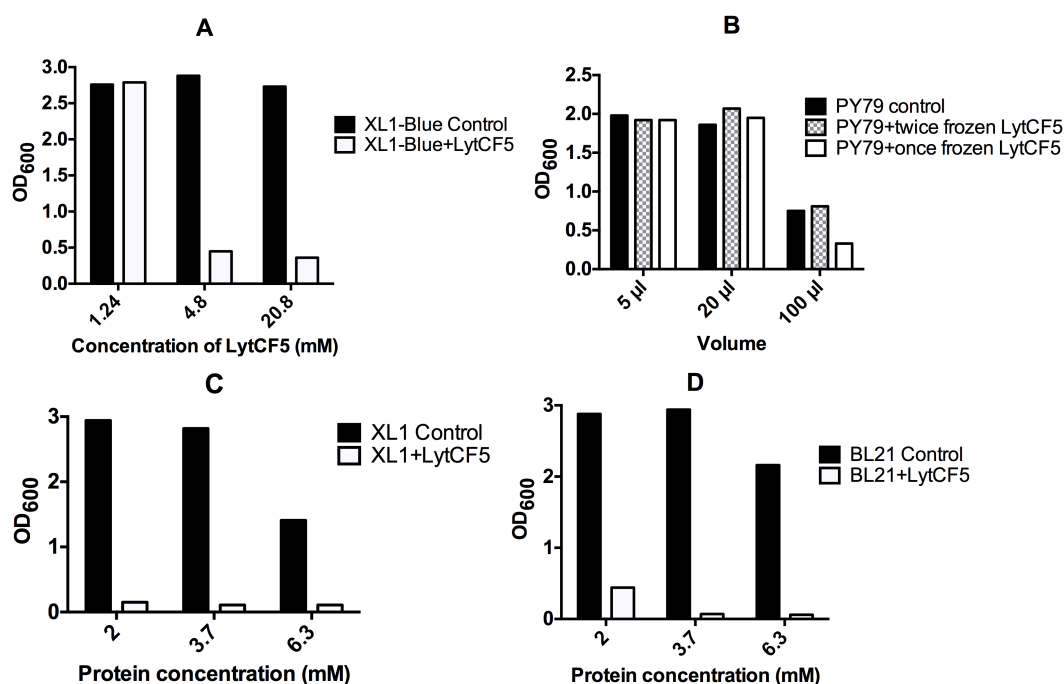 A
3.0
2.5
2.0
1.5
1.0
0.5
0.0
OD600
1.24
4.8
20.8
Concentration of LytCF5 (mM)
XL1-Blue Control
XL1-Blue+LytCF5
B
2.5
2.0
1.5
1.0
0.5
0.0
OD600
5 µl
20 µl
100 µl
Volume
PY79 control
PY79+twice frozen LytCF5
PY79+once frozen LytCF5
C
3
2
1
0
OD600
2
3.7
6.3
Protein concentration (mM)
XL1 Control
XL1+LytCF5
D
3
2
1
0
OD600
2
3.7
6.3
Protein concentration (mM)
BL21 Control
BL21+LytCF5